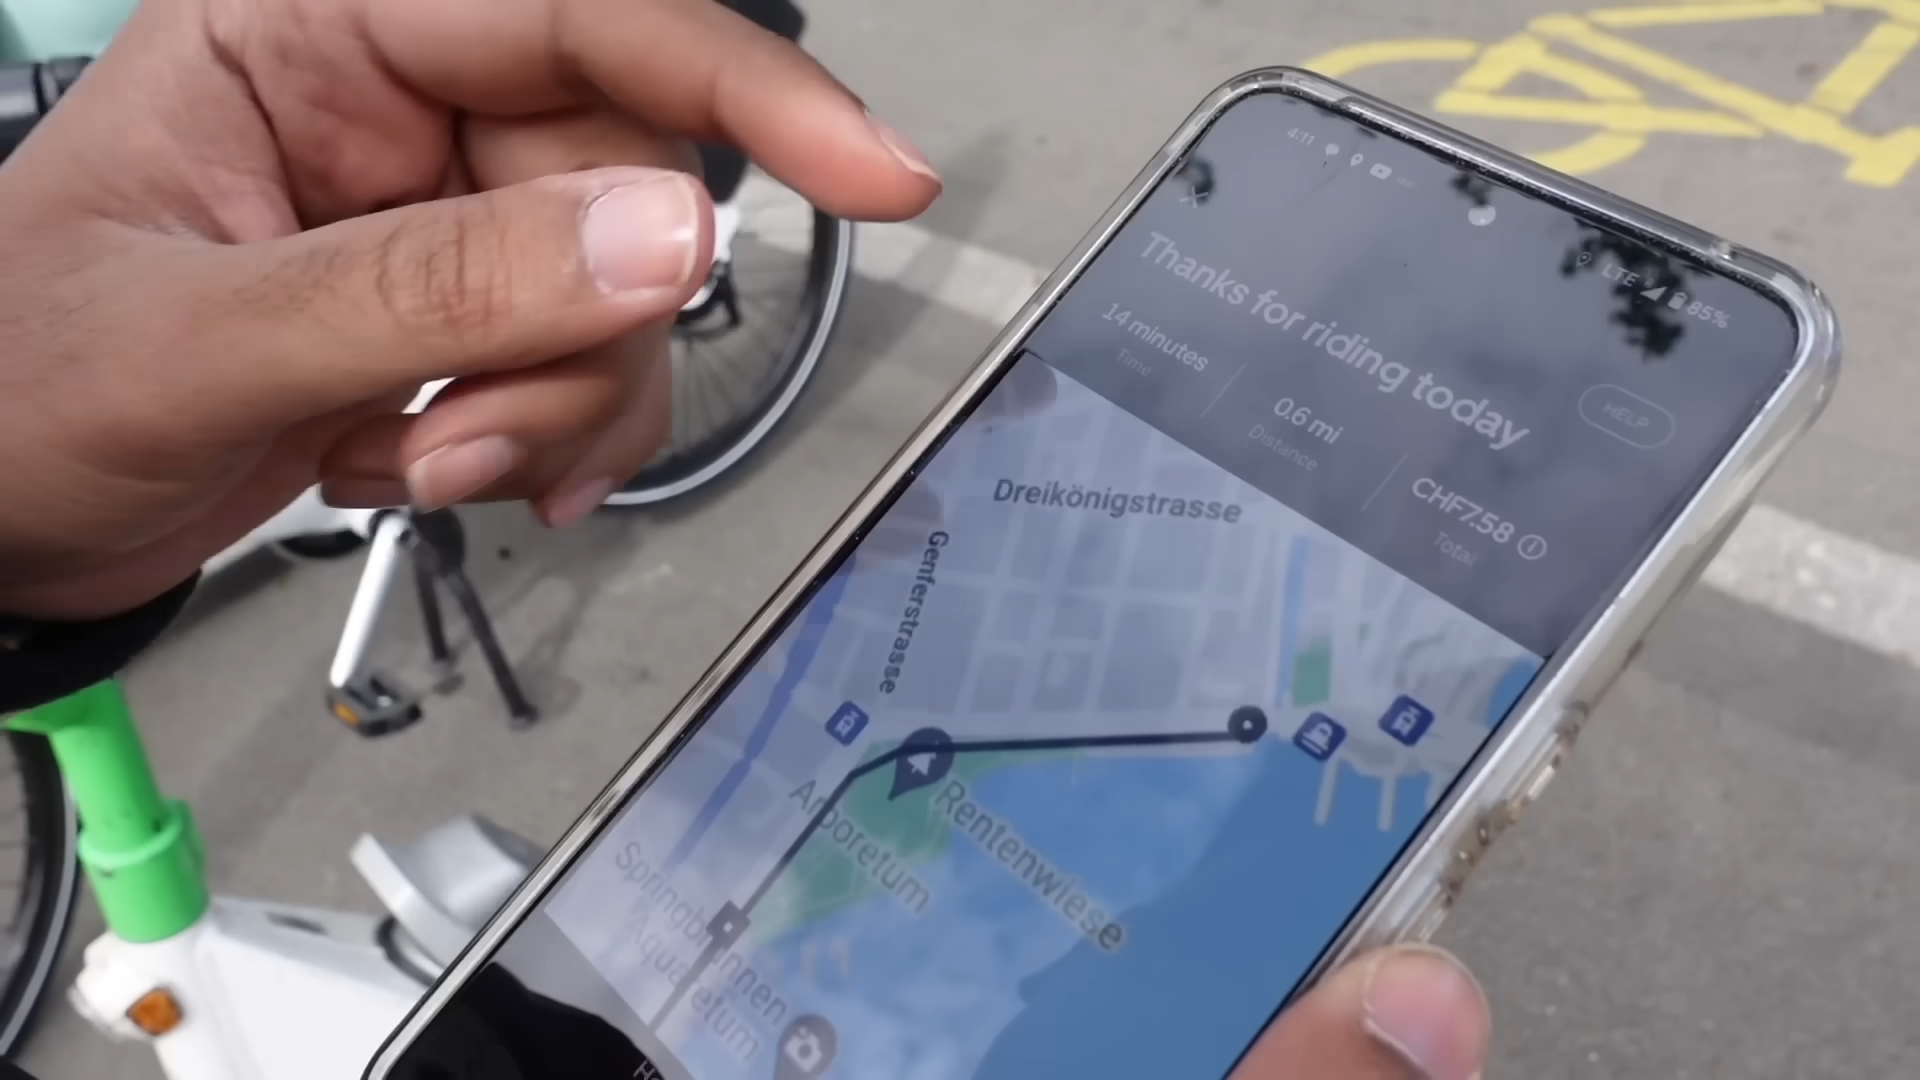 4:11
LTE 85%
Thanks for riding today
HELP
14 minutes
Time
0.6 mi
Distance
CHF7.58
Total
Dreikönigstrasse
Genferstrasse
Arboretum
Rentenwiese
Springbrunnen
Aquaretum